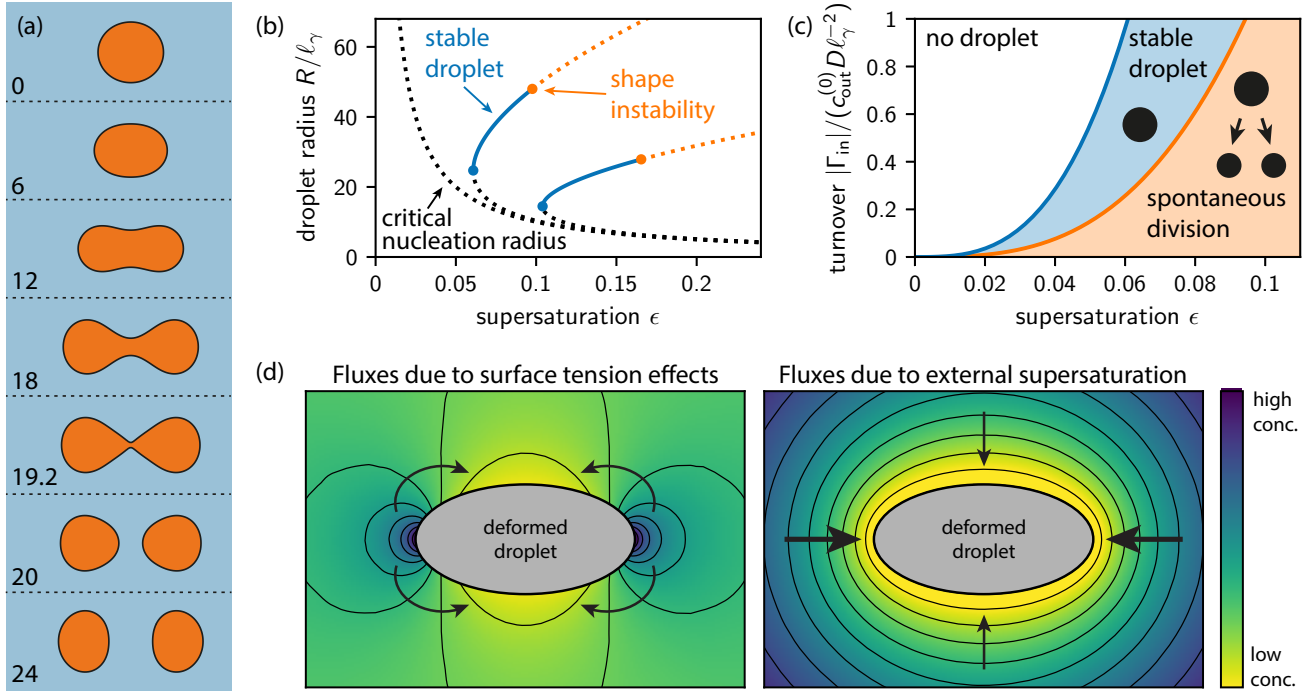 (a)
0
6
12
18
19.2
20
24
(b)
droplet radius R/ℓγ
60
40
20
0
stable
droplet
shape
instability
critical
nucleation radius
0
0.05
0.1
0.15
0.2
supersaturation ϵ
(c)
turnover |Γin|/(c(0)out Dℓγ−2)
1
0.8
0.6
0.4
0.2
0
no droplet
stable
droplet
spontaneous
division
0
0.02
0.04
0.06
0.08
0.1
supersaturation ϵ
(d)
Fluxes due to surface tension effects
deformed
droplet
Fluxes due to external supersaturation
deformed
droplet
high
conc.
low
conc.